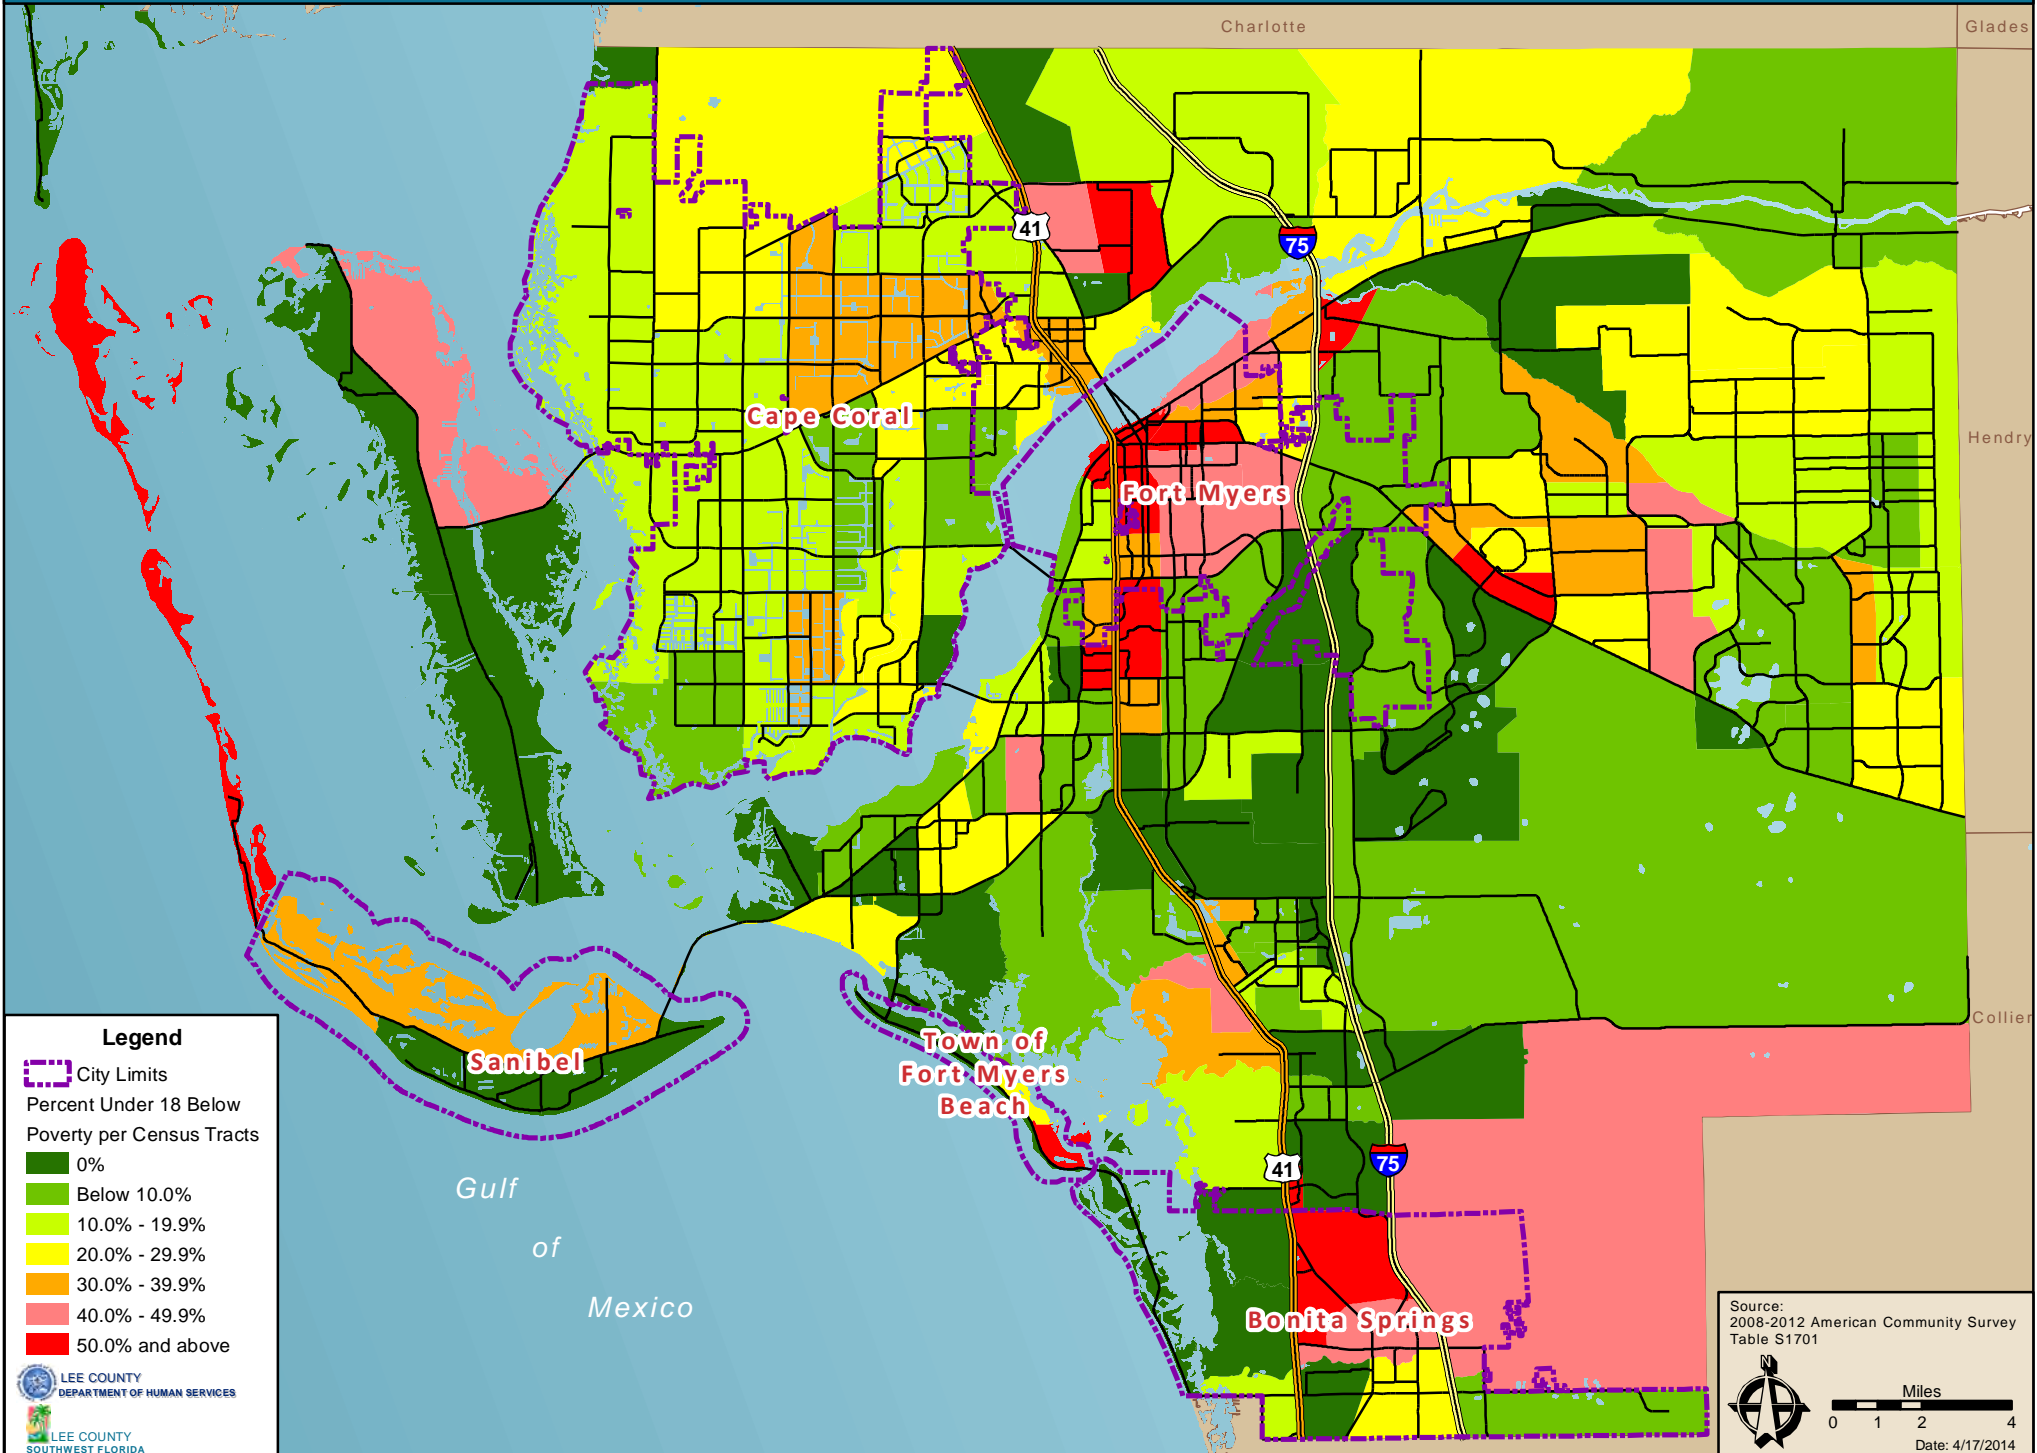 Charlotte
Glades
41
75
Cape Coral
Hendry
Fort Myers
Collier
Town of
Fort Myers
Beach
Sanibel
41
75
Gulf
of
Mexico
Bonita Springs
Legend
City Limits
Percent Under 18 Below
Poverty per Census Tracts
0%
Below 10.0%
10.0% - 19.9%
20.0% - 29.9%
30.0% - 39.9%
40.0% - 49.9%
50.0% and above
LEE COUNTY
DEPARTMENT OF HUMAN SERVICES
LEE COUNTY
SOUTHWEST FLORIDA
Source:
2008-2012 American Community Survey
Table S1701
N
Miles
0 1 2 4
Date: 4/17/2014